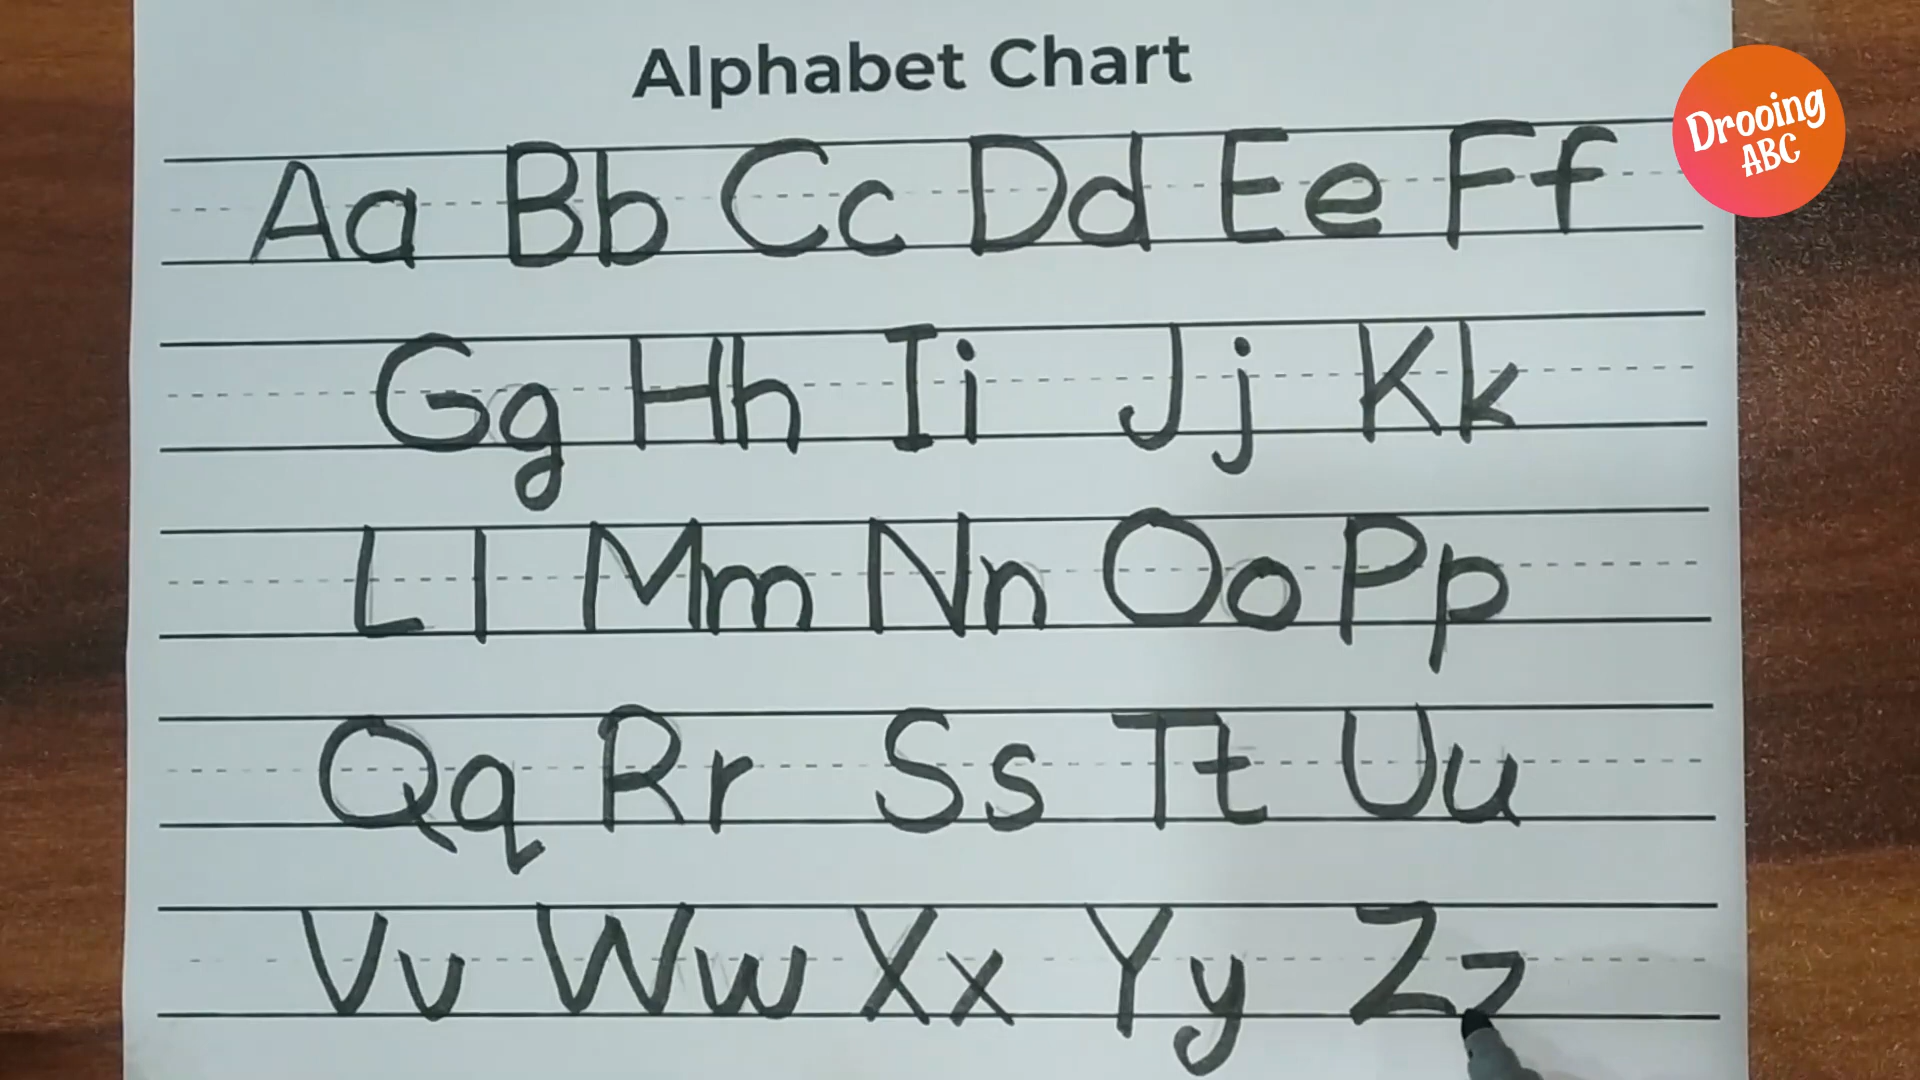 Alphabet Chart
Drooing
ABC
Aa Bb Cc Dd Ee Ff
Gg Hh Ii Jj Kk
Ll Mm Nn Oo Pp
Qq Rr Ss Tt Uu
Vv Ww Xx Yy Zz